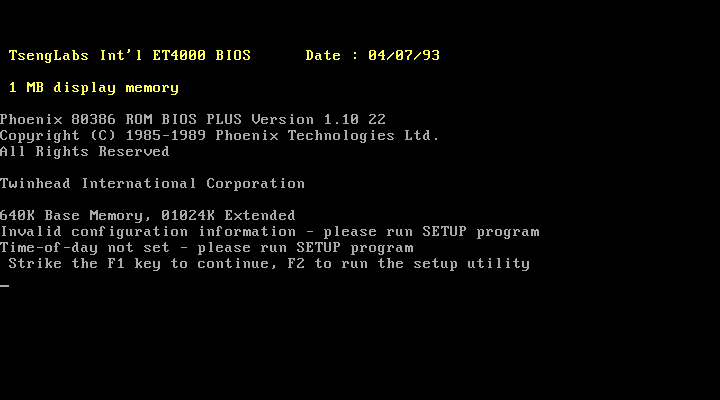 TsengLabs Int'l ET4000 BIOS Date : 04/07/93
1 MB display memory
Phoenix 80386 ROM BIOS PLUS Version 1.10 22
Copyright (C) 1985-1989 Phoenix Technologies Ltd.
All Rights Reserved
Twinhead International Corporation
640K Base Memory, 01024K Extended
Invalid configuration information - please run SETUP program
Time-of-day not set - please run SETUP program
Strike the F1 key to continue, F2 to run the setup utility